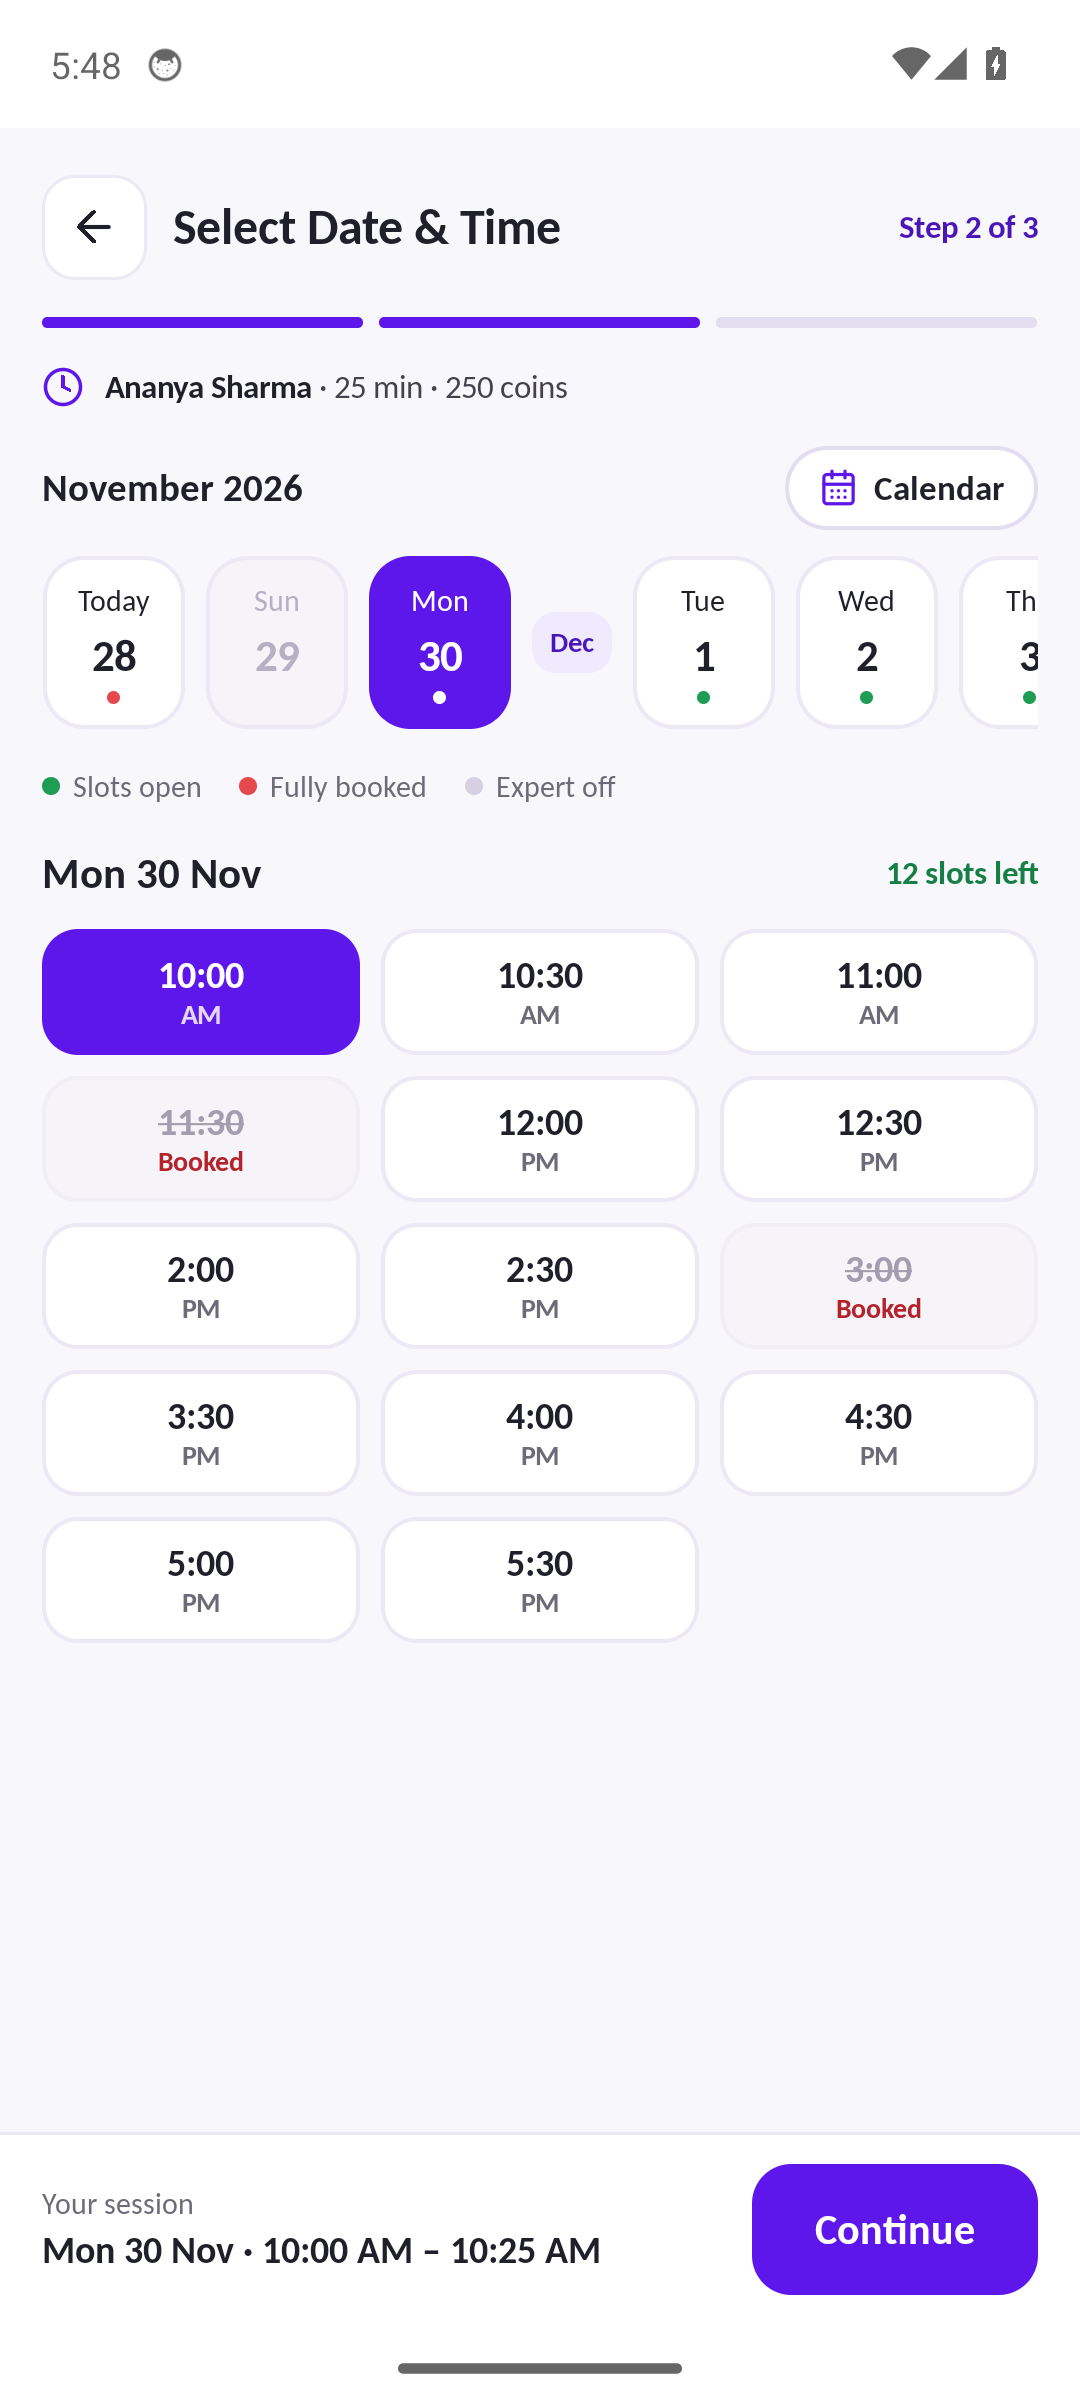 5:48
Select Date & Time
Step 2 of 3
Ananya Sharma · 25 min · 250 coins
November 2026
Calendar
Today Sun Mon Tue Wed Th
28 29 30 Dec 1 2 3
Slots open Fully booked Expert off
Mon 30 Nov
12 slots left
10:00 10:30 11:00
AM AM AM
11:30 12:00 12:30
Booked PM PM
2:00 2:30 3:00
PM PM Booked
3:30 4:00 4:30
PM PM PM
5:00 5:30
PM PM
Your session
Mon 30 Nov · 10:00 AM – 10:25 AM
Continue